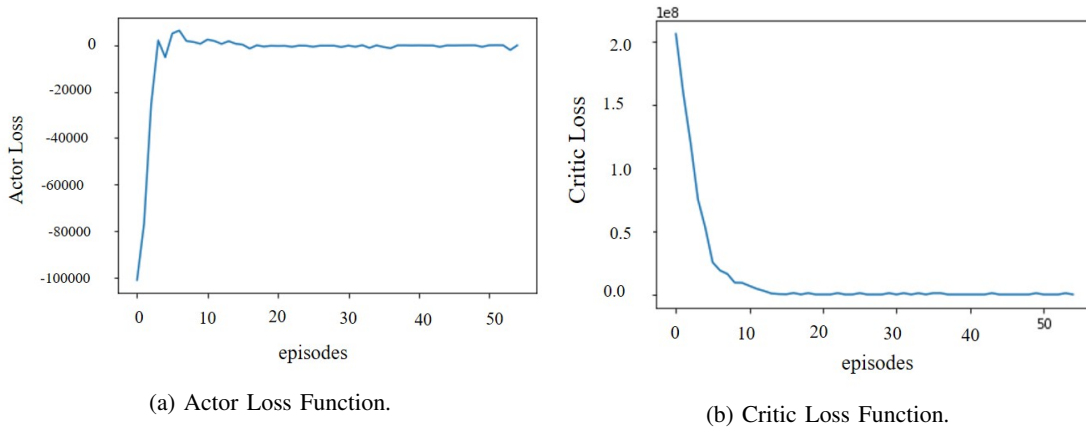 0
-20000
-40000
-60000
-80000
-100000
Actor Loss
0 10 20 30 40 50
episodes
(a) Actor Loss Function.
1e8
2.0
1.5
1.0
0.5
0.0
Critic Loss
0 10 20 30 40 50
episodes
(b) Critic Loss Function.